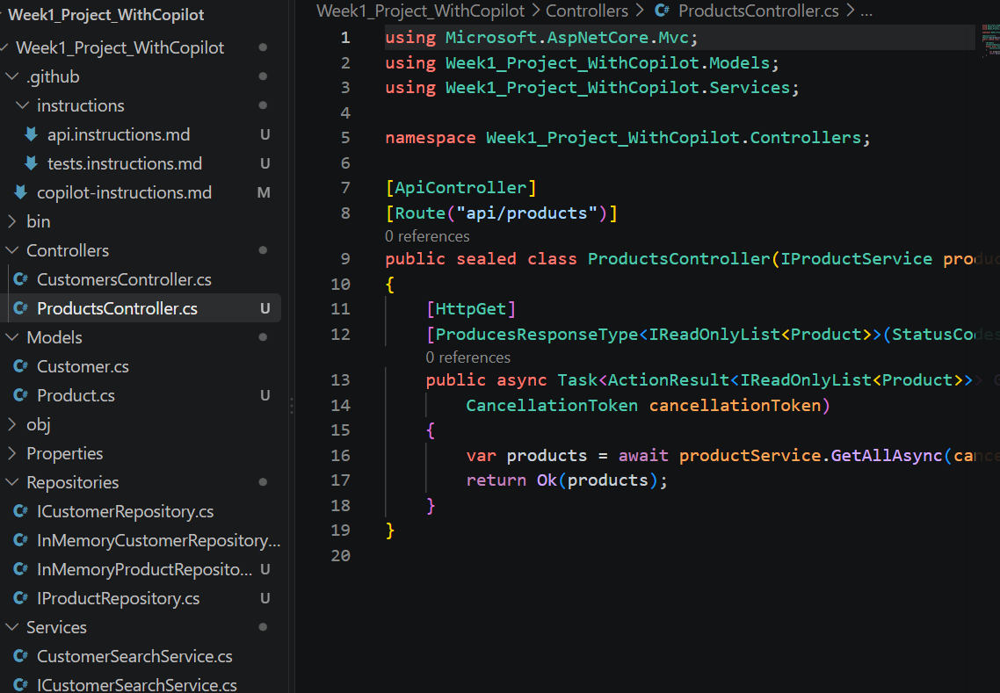 Week1_Project_WithCopilot
Week1_Project_WithCopilot
.github
instructions
api.instructions.md U
tests.instructions.md U
copilot-instructions.md M
bin
Controllers
CustomersController.cs
ProductsController.cs U
Models
Customer.cs
Product.cs U
obj
Properties
Repositories
ICustomerRepository.cs
InMemoryCustomerRepository...
InMemoryProductReposito... U
IProductRepository.cs U
Services
CustomerSearchService.cs
ICustomerSearchService.cs
Week1_Project_WithCopilot > Controllers > C# ProductsController.cs > ...
1 using Microsoft.AspNetCore.Mvc;
2 using Week1_Project_WithCopilot.Models;
3 using Week1_Project_WithCopilot.Services;
4
5 namespace Week1_Project_WithCopilot.Controllers;
6
7 [ApiController]
8 [Route("api/products")]
0 references
9 public sealed class ProductsController(IProductService produc
10 {
11 [HttpGet]
12 [ProducesResponseType<IReadOnlyList<Product>>(StatusCodes
0 references
13 public async Task<ActionResult<IReadOnlyList<Product>>>
14 CancellationToken cancellationToken)
15 {
16 var products = await productService.GetAllAsync(cance
17 return Ok(products);
18 }
19 }
20